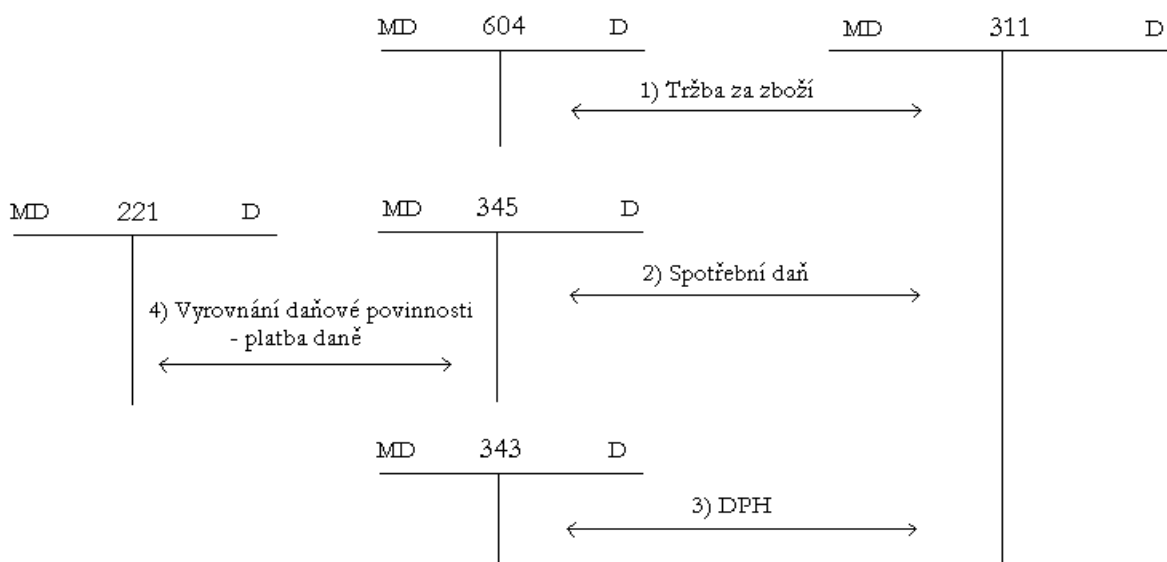 MD 604 D MD 311 D
1) Tržba za zboží
MD 221 D MD 345 D
2) Spotřební daň
4) Vyrovnání daňové povinnosti
- platba daně
MD 343 D
3) DPH